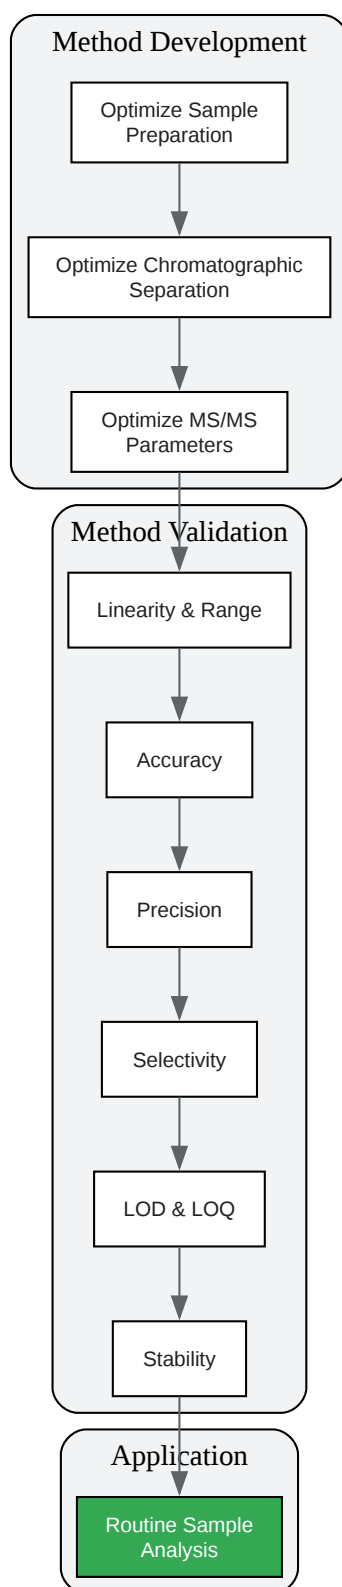 Method Development
Optimize Sample
Preparation
Optimize Chromatographic
Separation
Optimize MS/MS
Parameters
Method Validation
Linearity & Range
Accuracy
Precision
Selectivity
LOD & LOQ
Stability
Application
Routine Sample
Analysis